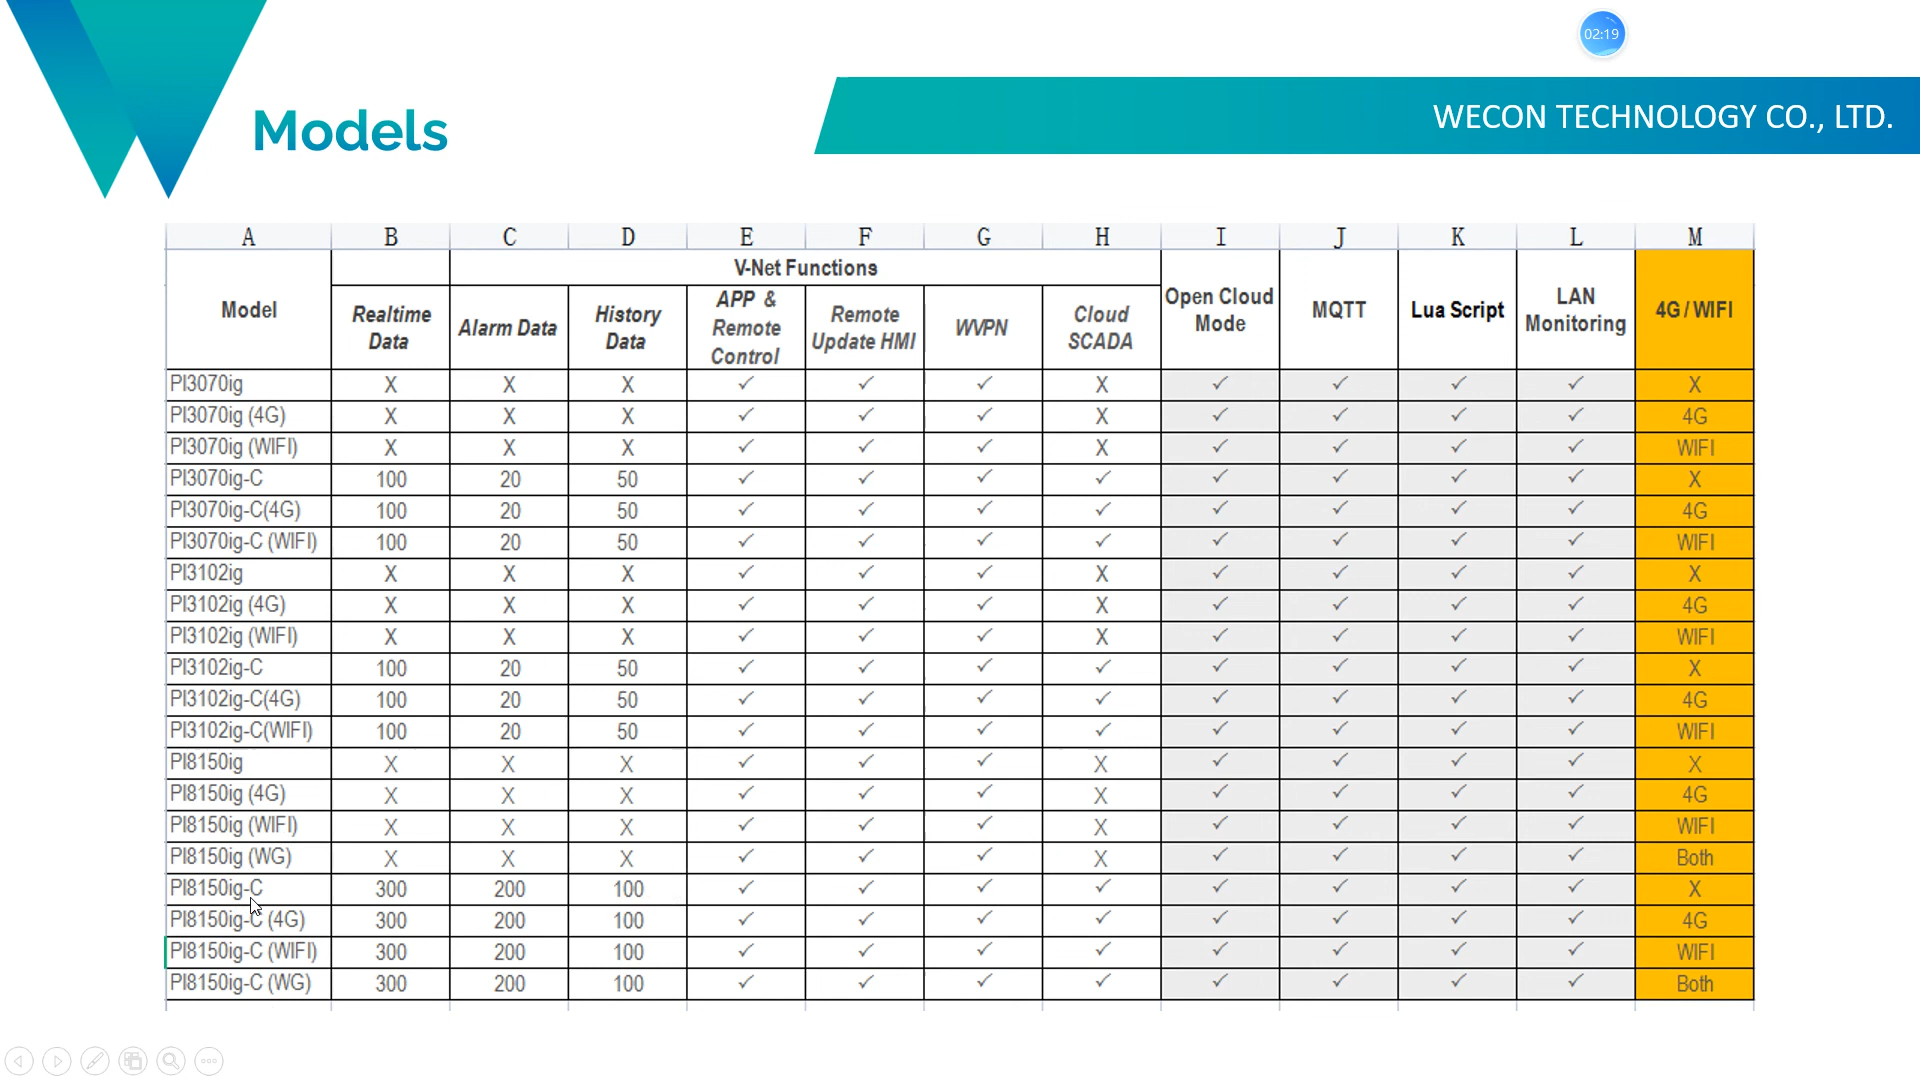 02:19
Models
WECON TECHNOLOGY CO., LTD.
A B C D E F G H I J K L M
V-Net Functions
Model Realtime Data Alarm Data History Data APP & Remote Control Remote Update HMI WVPN Cloud SCADA Open Cloud Mode MQTT Lua Script LAN Monitoring 4G / WIFI
PI3070ig X X X ✓ ✓ ✓ X ✓ ✓ ✓ ✓ X
PI3070ig (4G) X X X ✓ ✓ ✓ X ✓ ✓ ✓ ✓ 4G
PI3070ig (WIFI) X X X ✓ ✓ ✓ X ✓ ✓ ✓ ✓ WIFI
PI3070ig-C 100 20 50 ✓ ✓ ✓ ✓ ✓ ✓ ✓ ✓ X
PI3070ig-C(4G) 100 20 50 ✓ ✓ ✓ ✓ ✓ ✓ ✓ ✓ 4G
PI3070ig-C (WIFI) 100 20 50 ✓ ✓ ✓ ✓ ✓ ✓ ✓ ✓ WIFI
PI3102ig X X X ✓ ✓ ✓ X ✓ ✓ ✓ ✓ X
PI3102ig (4G) X X X ✓ ✓ ✓ X ✓ ✓ ✓ ✓ 4G
PI3102ig (WIFI) X X X ✓ ✓ ✓ X ✓ ✓ ✓ ✓ WIFI
PI3102ig-C 100 20 50 ✓ ✓ ✓ ✓ ✓ ✓ ✓ ✓ X
PI3102ig-C(4G) 100 20 50 ✓ ✓ ✓ ✓ ✓ ✓ ✓ ✓ 4G
PI3102ig-C(WIFI) 100 20 50 ✓ ✓ ✓ ✓ ✓ ✓ ✓ ✓ WIFI
PI8150ig X X X ✓ ✓ ✓ X ✓ ✓ ✓ ✓ X
PI8150ig (4G) X X X ✓ ✓ ✓ X ✓ ✓ ✓ ✓ 4G
PI8150ig (WIFI) X X X ✓ ✓ ✓ X ✓ ✓ ✓ ✓ WIFI
PI8150ig (WG) X X X ✓ ✓ ✓ X ✓ ✓ ✓ ✓ Both
PI8150ig-C 300 200 100 ✓ ✓ ✓ ✓ ✓ ✓ ✓ ✓ X
PI8150ig-C (4G) 300 200 100 ✓ ✓ ✓ ✓ ✓ ✓ ✓ ✓ 4G
PI8150ig-C (WIFI) 300 200 100 ✓ ✓ ✓ ✓ ✓ ✓ ✓ ✓ WIFI
PI8150ig-C (WG) 300 200 100 ✓ ✓ ✓ ✓ ✓ ✓ ✓ ✓ Both